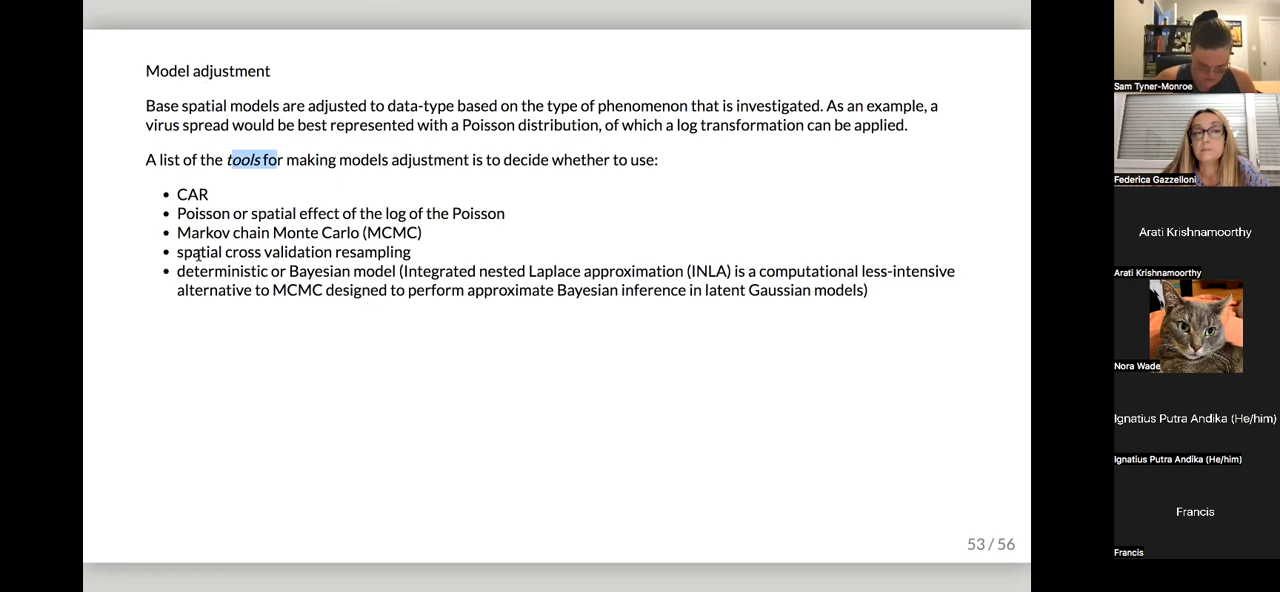 Model adjustment
Base spatial models are adjusted to data-type based on the type of phenomenon that is investigated. As an example, a
virus spread would be best represented with a Poisson distribution, of which a log transformation can be applied.
A list of the tools for making models adjustment is to decide whether to use:
• CAR
• Poisson or spatial effect of the log of the Poisson
• Markov chain Monte Carlo (MCMC)
• spatial cross validation resampling
• deterministic or Bayesian model (Integrated nested Laplace approximation (INLA) is a computational less-intensive
alternative to MCMC designed to perform approximate Bayesian inference in latent Gaussian models)
53 / 56
Sam Tyner-Monroe
Federica Gazzelloni
Arati Krishnamoorthy
Arati Krishnamoorthy
Nora Wade
Ignatius Putra Andika (He/him)
Ignatius Putra Andika (He/him)
Francis
Francis